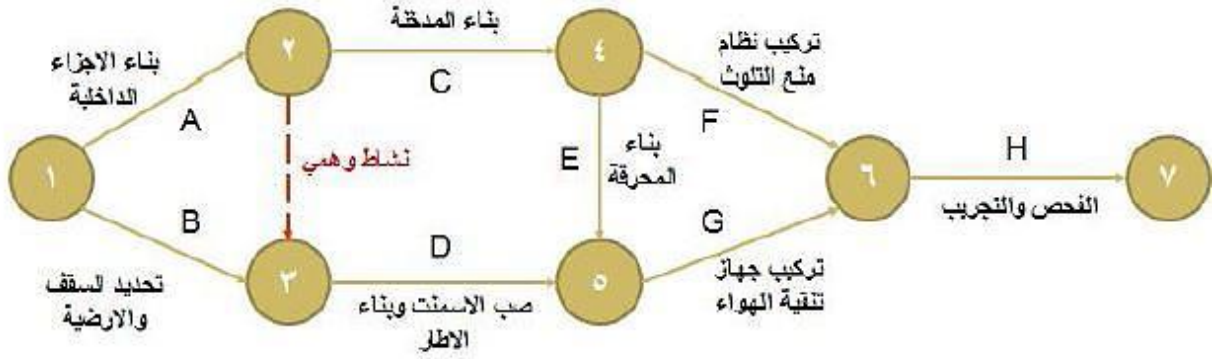 بناء الاجزاء
الداخلية
A
١
B
تحديد السقف
والارضية
٢
نشاط وهمي
٣
بناء المدخنة
C
D
صب الاسمنت وبناء
الاطار
٤
E
بناء
المحرقة
٥
تركيب نظام
منع التلوث
F
G
تركيب جهاز
تنقية الهواء
٦
H
الفحص والتجريب
٧